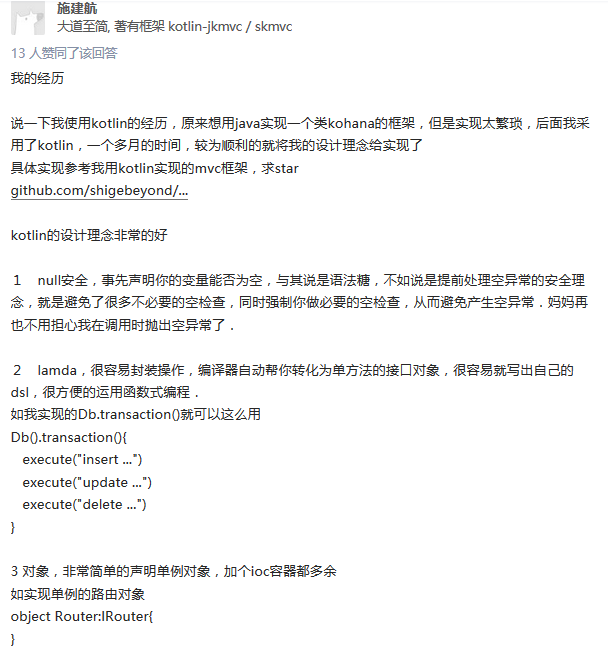 施建航
大道至简, 著有框架 kotlin-jkmvc / skmvc
13 人赞同了该回答
我的经历
说一下我使用kotlin的经历，原来想用java实现一个类kohana的框架，但是实现太繁琐，后面我采
用了kotlin，一个多月的时间，较为顺利的就将我的设计理念给实现了
具体实现参考我用kotlin实现的mvc框架，求star
github.com/shigebeyond/...
kotlin的设计理念非常的好
１　null安全，事先声明你的变量能否为空，与其说是语法糖，不如说是提前处理空异常的安全理
念，就是避免了很多不必要的空检查，同时强制你做必要的空检查，从而避免产生空异常．妈妈再
也不用担心我在调用时抛出空异常了．
２　lamda，很容易封装操作，编译器自动帮你转化为单方法的接口对象，很容易就写出自己的
dsl，很方便的运用函数式编程．
如我实现的Db.transaction()就可以这么用
Db().transaction(){
execute("insert ...")
execute("update ...")
execute("delete ...")
}
3 对象，非常简单的声明单例对象，加个ioc容器都多余
如实现单例的路由对象
object Router:IRouter{
}